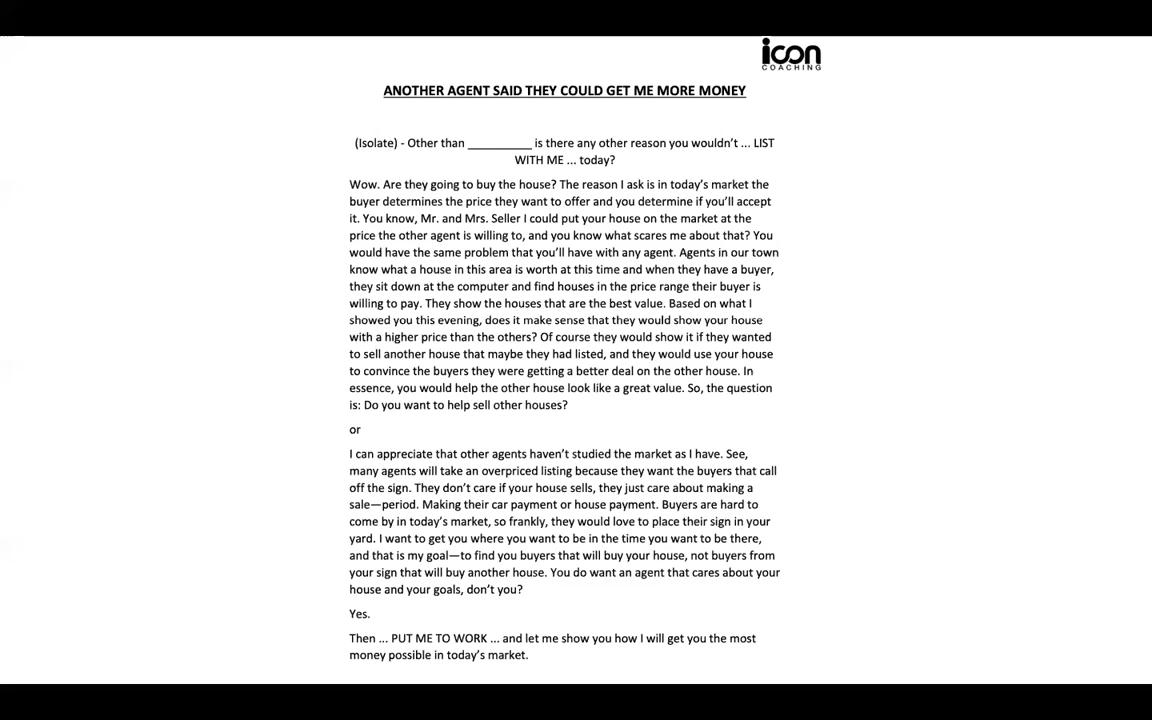 icon
COACHING
ANOTHER AGENT SAID THEY COULD GET ME MORE MONEY
(Isolate) - Other than __________ is there any other reason you wouldn't ... LIST
WITH ME ... today?
Wow. Are they going to buy the house? The reason I ask is in today's market the
buyer determines the price they want to offer and you determine if you'll accept
it. You know, Mr. and Mrs. Seller I could put your house on the market at the
price the other agent is willing to, and you know what scares me about that? You
would have the same problem that you'll have with any agent. Agents in our town
know what a house in this area is worth at this time and when they have a buyer,
they sit down at the computer and find houses in the price range their buyer is
willing to pay. They show the houses that are the best value. Based on what I
showed you this evening, does it make sense that they would show your house
with a higher price than the others? Of course they would show it if they wanted
to sell another house that maybe they had listed, and they would use your house
to convince the buyers they were getting a better deal on the other house. In
essence, you would help the other house look like a great value. So, the question
is: Do you want to help sell other houses?
or
I can appreciate that other agents haven't studied the market as I have. See,
many agents will take an overpriced listing because they want the buyers that call
off the sign. They don't care if your house sells, they just care about making a
sale—period. Making their car payment or house payment. Buyers are hard to
come by in today's market, so frankly, they would love to place their sign in your
yard. I want to get you where you want to be in the time you want to be there,
and that is my goal—to find you buyers that will buy your house, not buyers from
your sign that will buy another house. You do want an agent that cares about your
house and your goals, don't you?
Yes.
Then ... PUT ME TO WORK ... and let me show you how I will get you the most
money possible in today's market.